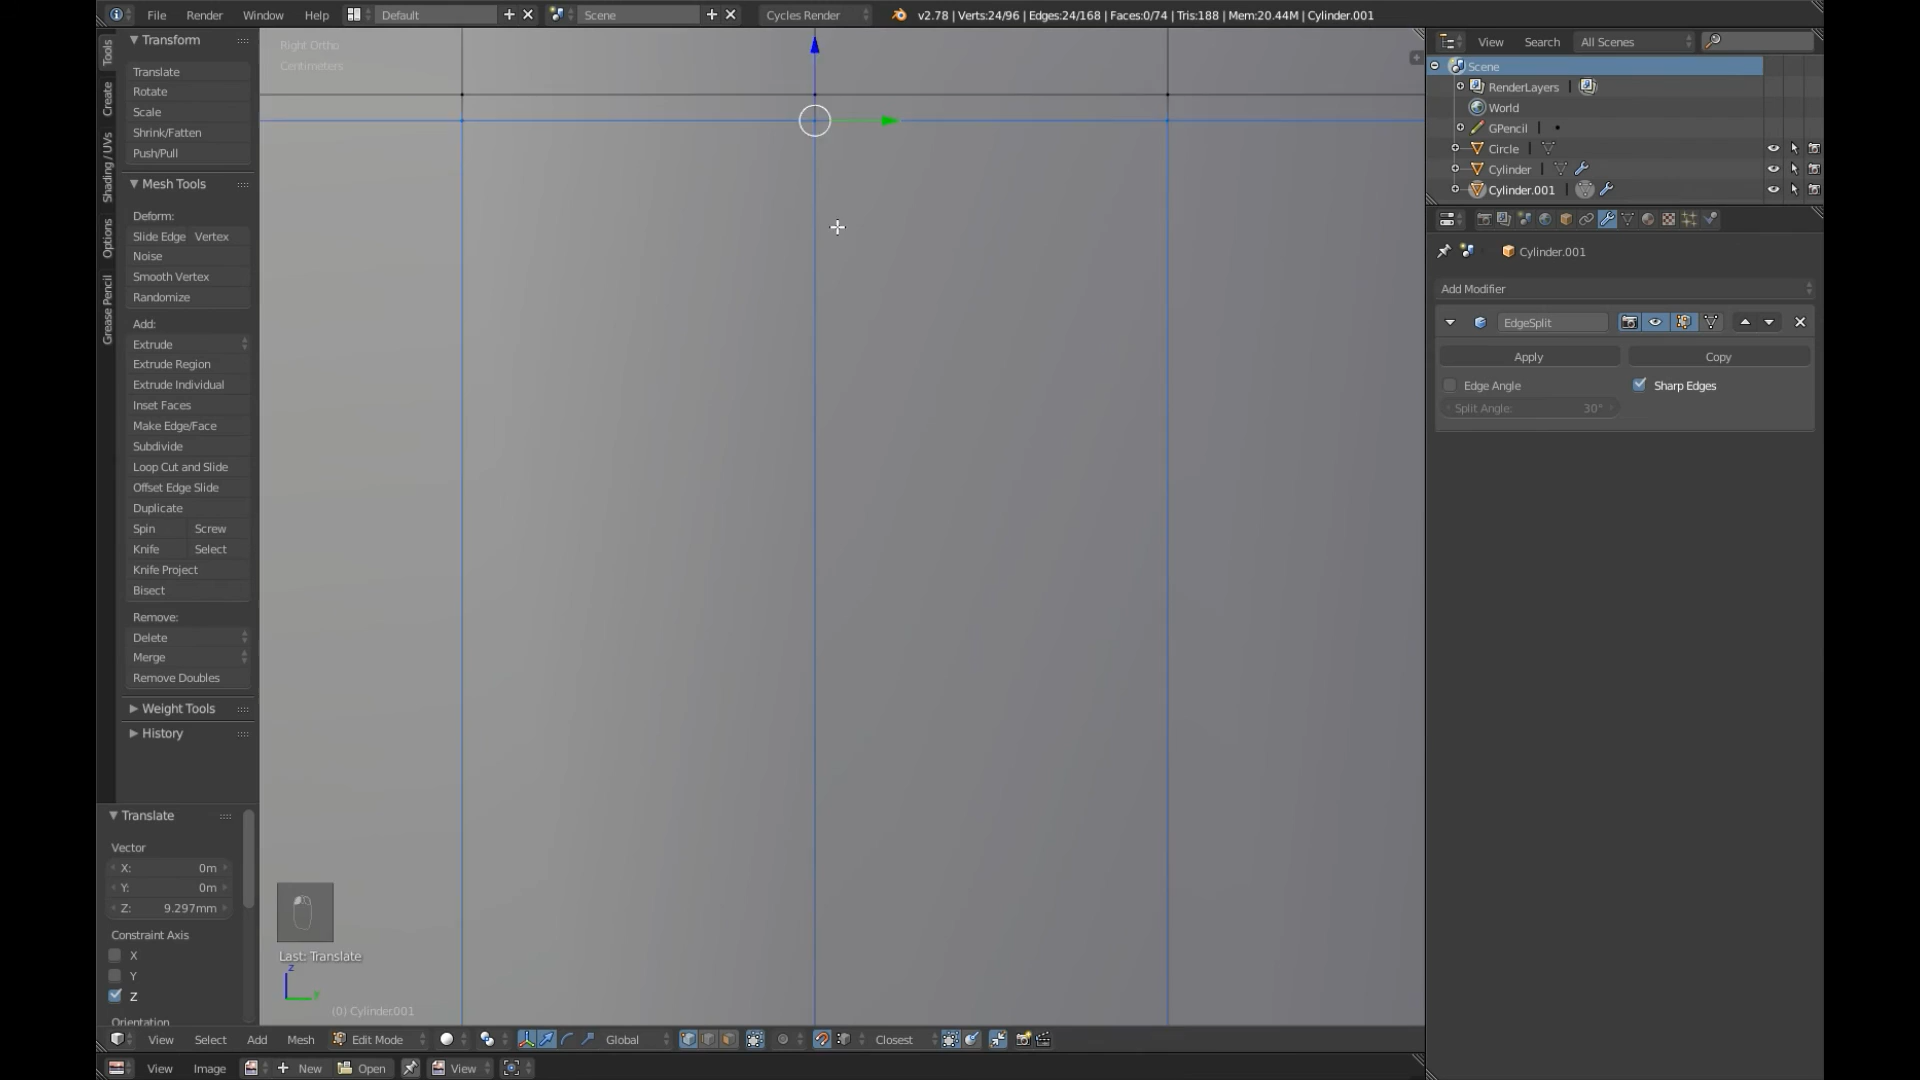 File Render Window Help Default Scene Cycles Render v2.78 | Verts:24/96 | Edges:24/168 | Faces:0/74 | Tris:188 | Mem:20.44M | Cylinder.001
Tools
Create
Shading / UVs
Options
Grease Pencil
Transform
Translate
Rotate
Scale
Shrink/Fatten
Push/Pull
Mesh Tools
Deform:
Slide Edge Vertex
Noise
Smooth Vertex
Randomize
Add:
Extrude
Extrude Region
Extrude Individual
Inset Faces
Make Edge/Face
Subdivide
Loop Cut and Slide
Offset Edge Slide
Duplicate
Spin Screw
Knife Select
Knife Project
Bisect
Remove:
Delete
Merge
Remove Doubles
Weight Tools
History
Translate
Vector
X: 0m
Y: 0m
Z: 9.297mm
Constraint Axis
X
Y
Z
Orientation
Right Ortho
Centimeters
Last: Translate
z
(0) Cylinder.001
View Select Add Mesh Edit Mode Global Closest
View Image New Open View
View Search All Scenes
Scene
RenderLayers
World
GPencil
Circle
Cylinder
Cylinder.001
Cylinder.001
Add Modifier
EdgeSplit
Apply Copy
Edge Angle Sharp Edges
Split Angle: 30°